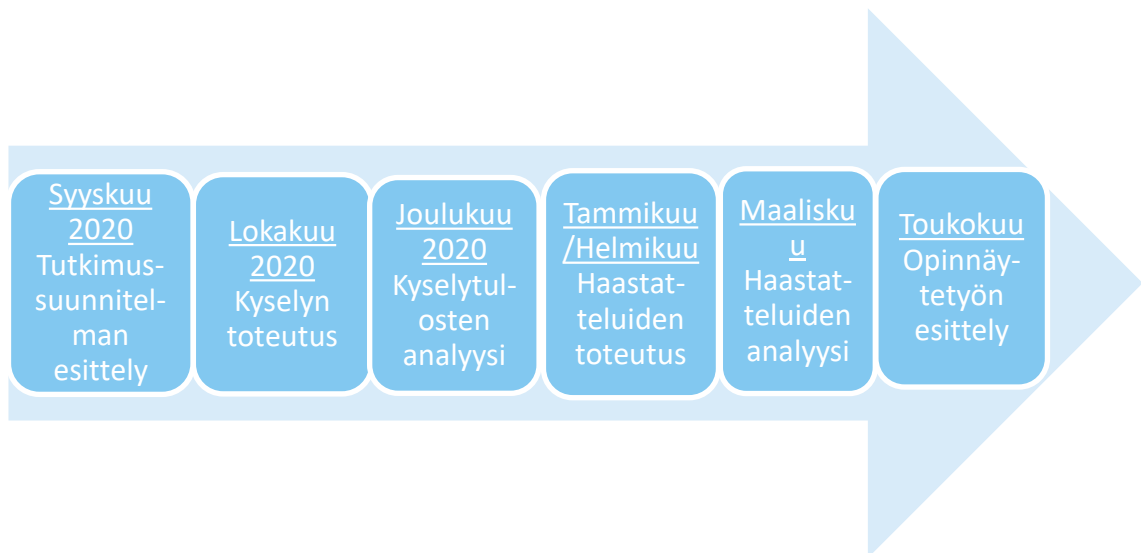 Syyskuu
2020
Tutkimus-
suunnitel-
man
esittely
Lokakuu
2020
Kyselyn
toteutus
Joulukuu
2020
Kyselytul-
osten
analyysi
Tammikuu
/Helmikuu
Haastat-
teluiden
toteutus
Maalisku
u
Haastat-
teluiden
analyysi
Toukokuu
Opinnäy-
tetyön
esittely